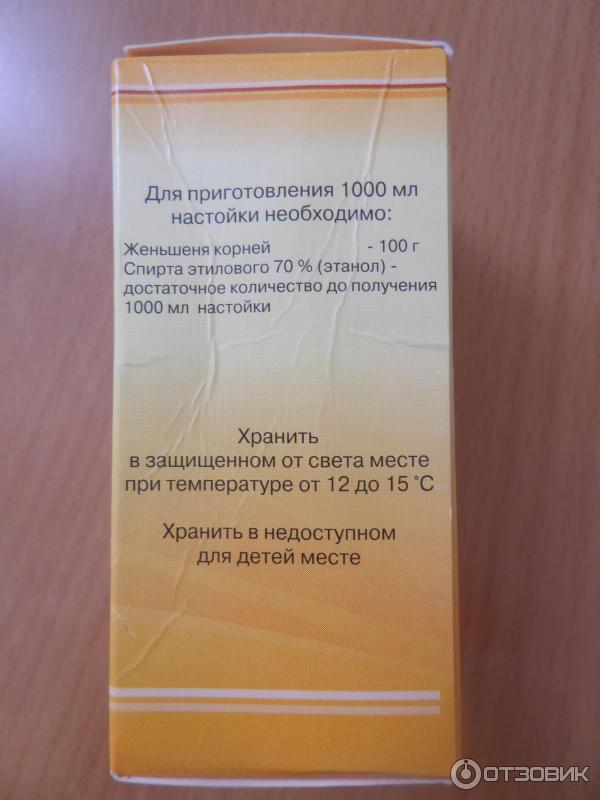 Для приготовления 1000 мл
настойки необходимо:
Женьшеня корней - 100 г
Спирта этилового 70 % (этанол) -
достаточное количество до получения
1000 мл настойки
Хранить
в защищенном от света месте
при температуре от 12 до 15 °С
Хранить в недоступном
для детей месте
ОТЗОВИК